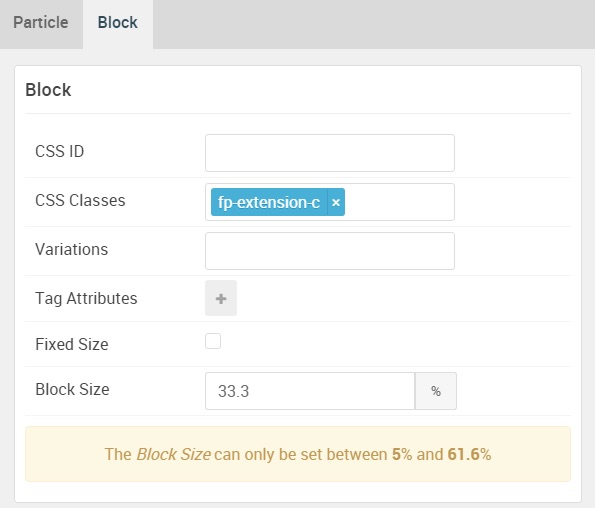 Particle Block
Block
CSS ID
CSS Classes fp-extension-c ×
Variations
Tag Attributes +
Fixed Size
Block Size 33.3 %
The Block Size can only be set between 5% and 61.6%